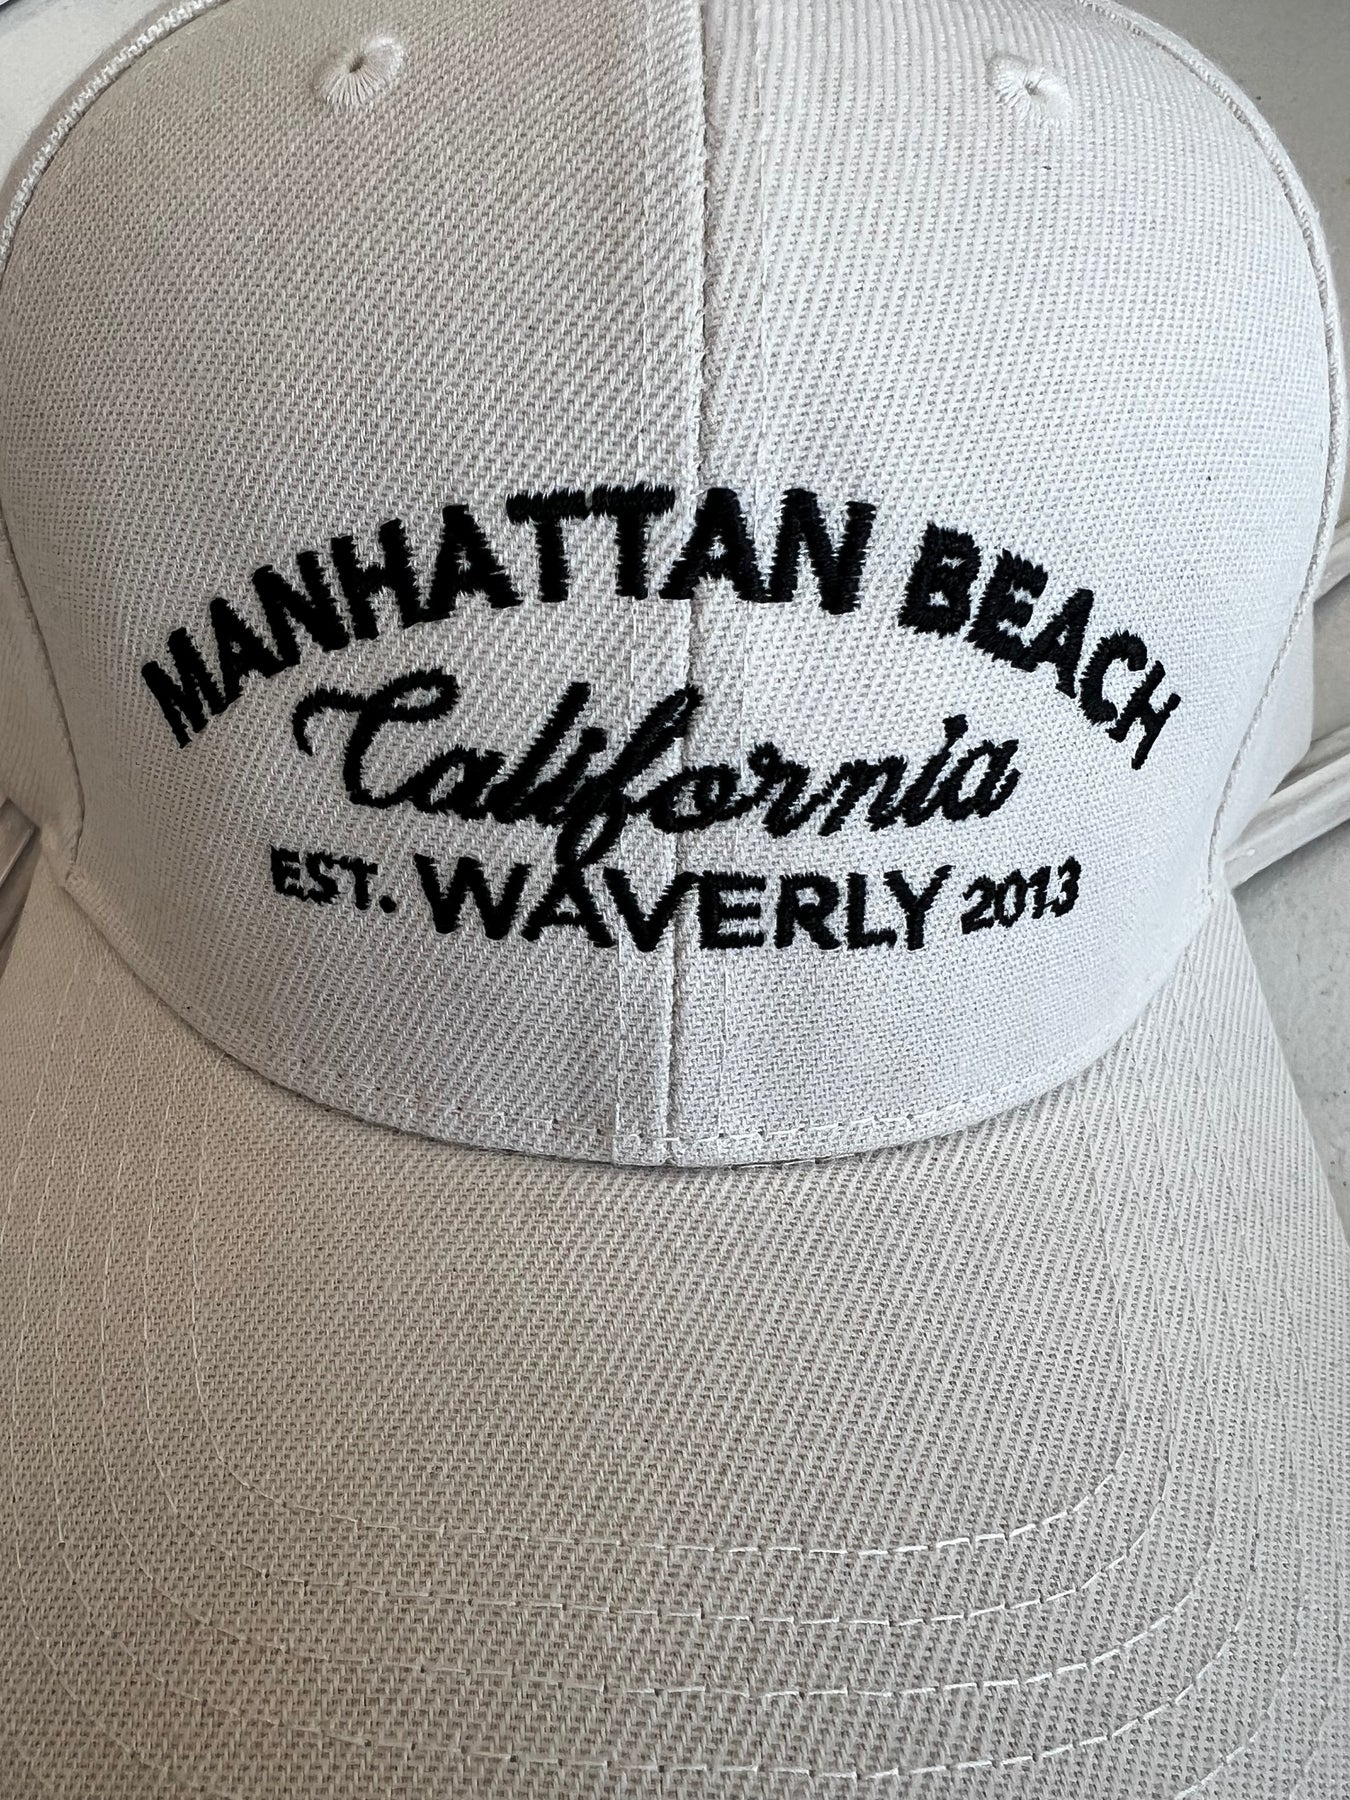 MANHATTAN BEACH
California
EST. WAVERLY 2013